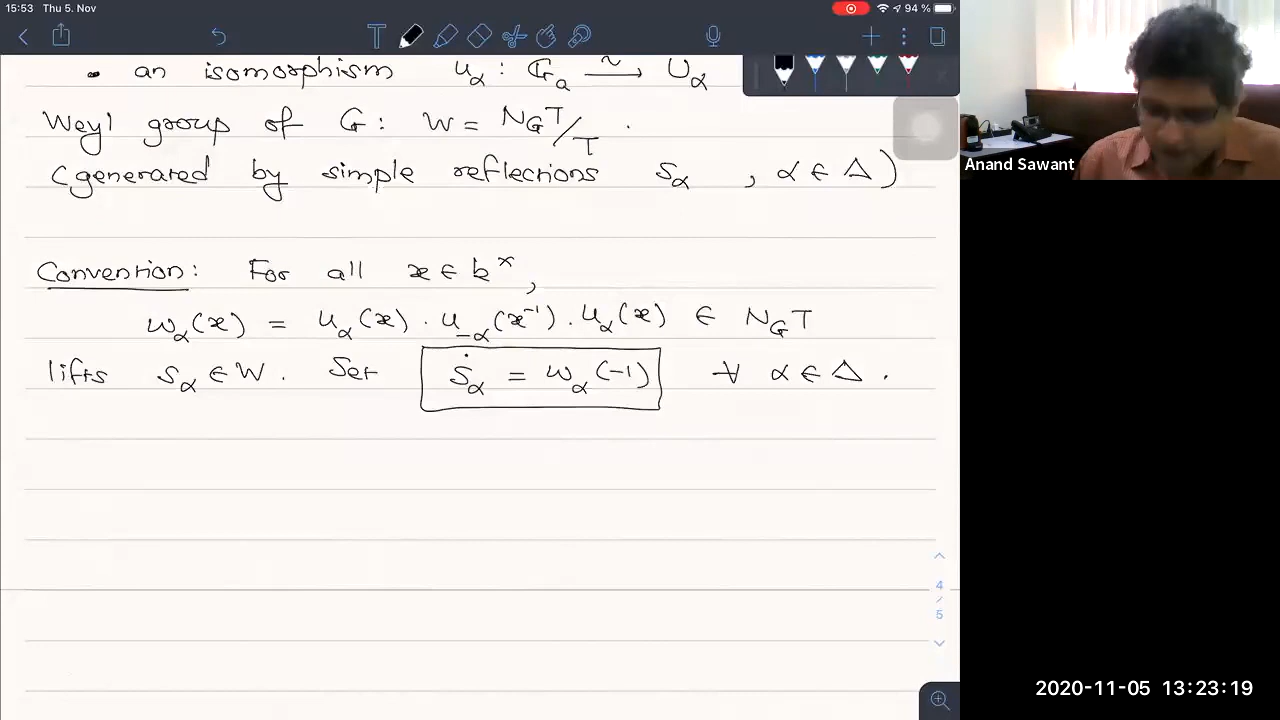 15:53 Thu 5. Nov
94 %
• an isomorphism u_α : G_a ⥲ U_α
Weyl group of G : W = N_G T / T .
(generated by simple reflections s_α , α ∈ Δ)
Anand Sawant
Convention: For all x ∈ k^× ,
w_α(x) = u_α(x) . u_{-α}(x^{-1}) . u_α(x) ∈ N_G T
lifts s_α ∈ W . Set ṡ_α = w_α(-1) ∀ α ∈ Δ .
4
/
5
2020-11-05 13:23:19